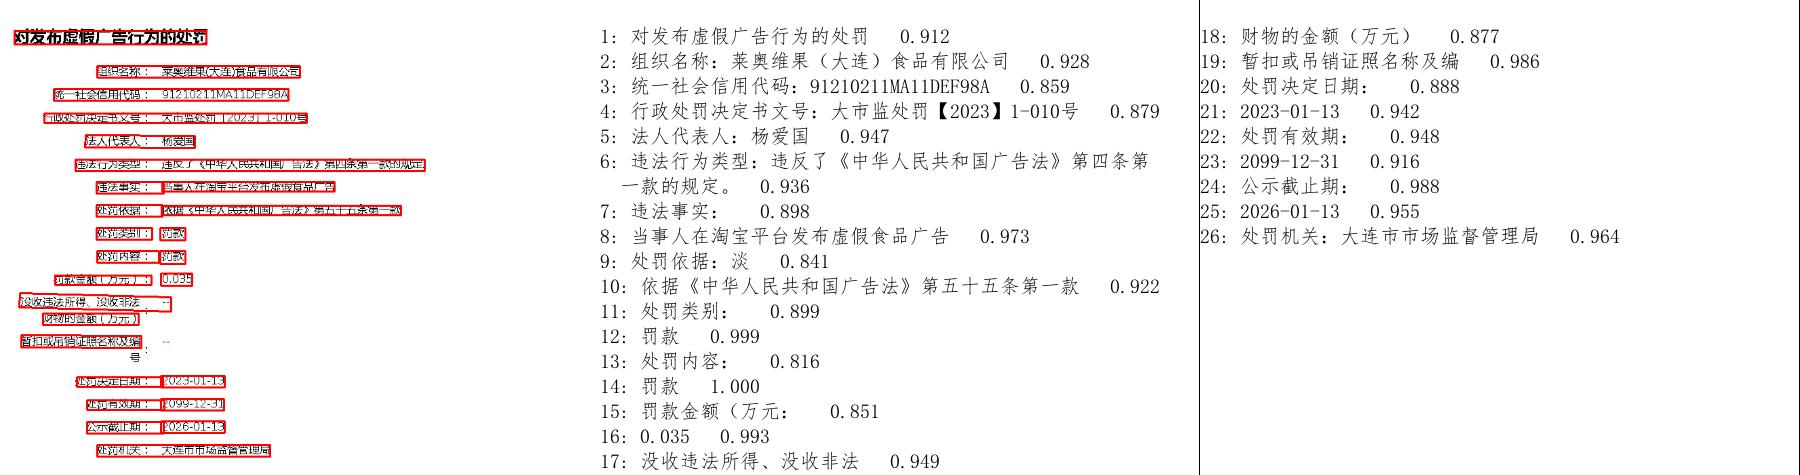 对发布虚假广告行为的处罚
组织名称： 莱奥维果(大连)食品有限公司
统一社会信用代码： 91210211MA11DEF98A
行政处罚决定书文号： 大市监处罚【2023】1-010号
法人代表人： 杨爱国
违法行为类型： 违反了《中华人民共和国广告法》第四条第一款的规定
违法事实： 当事人在淘宝平台发布虚假食品广告
处罚依据： 依据《中华人民共和国广告法》第五十五条第一款
处罚类别： 罚款
处罚内容： 罚款
罚款金额（万元）： 0.035
没收违法所得、没收非法 --
财物的金额（万元）：
暂扣或吊销证照名称及编 --
号：
处罚决定日期： 2023-01-13
处罚有效期： 2099-12-31
公示截止期： 2026-01-13
处罚机关： 大连市市场监督管理局
1: 对发布虚假广告行为的处罚 0.912
2: 组织名称: 莱奥维果（大连）食品有限公司 0.928
3: 统一社会信用代码: 91210211MA11DEF98A 0.859
4: 行政处罚决定书文号: 大市监处罚【2023】1-010号 0.879
5: 法人代表人: 杨爱国 0.947
6: 违法行为类型: 违反了《中华人民共和国广告法》第四条第
一款的规定。 0.936
7: 违法事实: 0.898
8: 当事人在淘宝平台发布虚假食品广告 0.973
9: 处罚依据: 淡 0.841
10: 依据《中华人民共和国广告法》第五十五条第一款 0.922
11: 处罚类别: 0.899
12: 罚款 0.999
13: 处罚内容: 0.816
14: 罚款 1.000
15: 罚款金额（万元: 0.851
16: 0.035 0.993
17: 没收违法所得、没收非法 0.949
18: 财物的金额（万元） 0.877
19: 暂扣或吊销证照名称及编 0.986
20: 处罚决定日期: 0.888
21: 2023-01-13 0.942
22: 处罚有效期: 0.948
23: 2099-12-31 0.916
24: 公示截止期: 0.988
25: 2026-01-13 0.955
26: 处罚机关: 大连市市场监督管理局 0.964